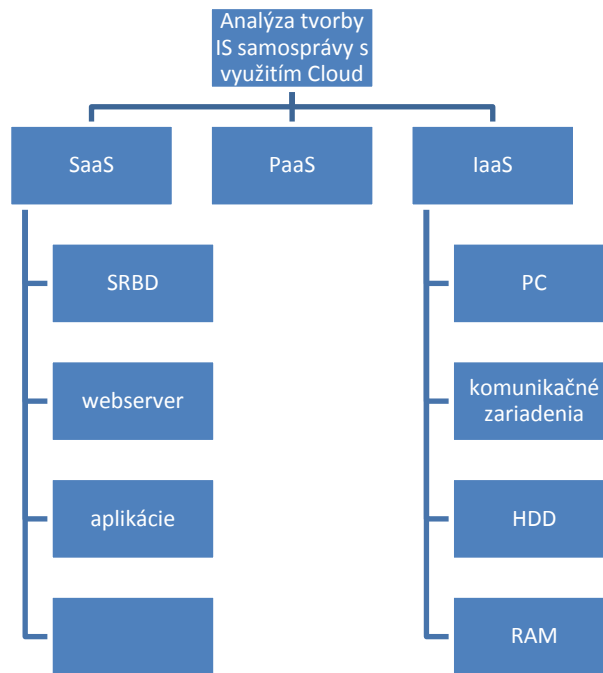 Analýza tvorby
IS samosprávy s
využitím Cloud
SaaS
PaaS
IaaS
SRBD
webserver
aplikácie
PC
komunikačné
zariadenia
HDD
RAM